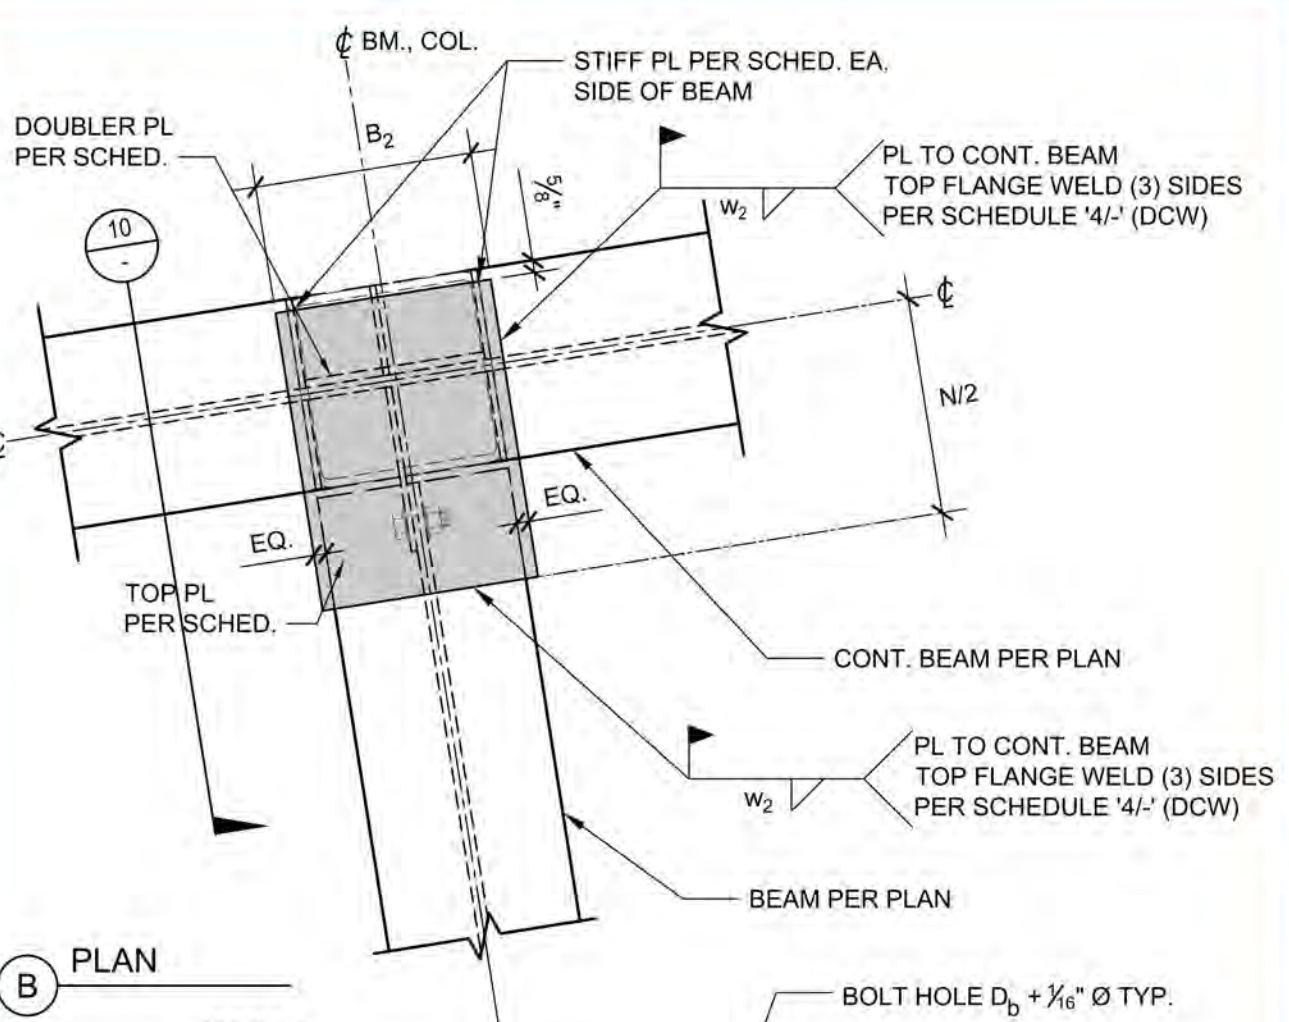 ℄ BM., COL.
STIFF PL PER SCHED. EA.
SIDE OF BEAM
DOUBLER PL
PER SCHED.
B2
5/8"
PL TO CONT. BEAM
TOP FLANGE WELD (3) SIDES
PER SCHEDULE '4/-' (DCW)
W2
10
-
℄
N/2
℄
EQ.
EQ.
TOP PL
PER SCHED.
CONT. BEAM PER PLAN
PL TO CONT. BEAM
TOP FLANGE WELD (3) SIDES
PER SCHEDULE '4/-' (DCW)
W2
BEAM PER PLAN
B PLAN
BOLT HOLE Db + 1/16" Ø TYP.